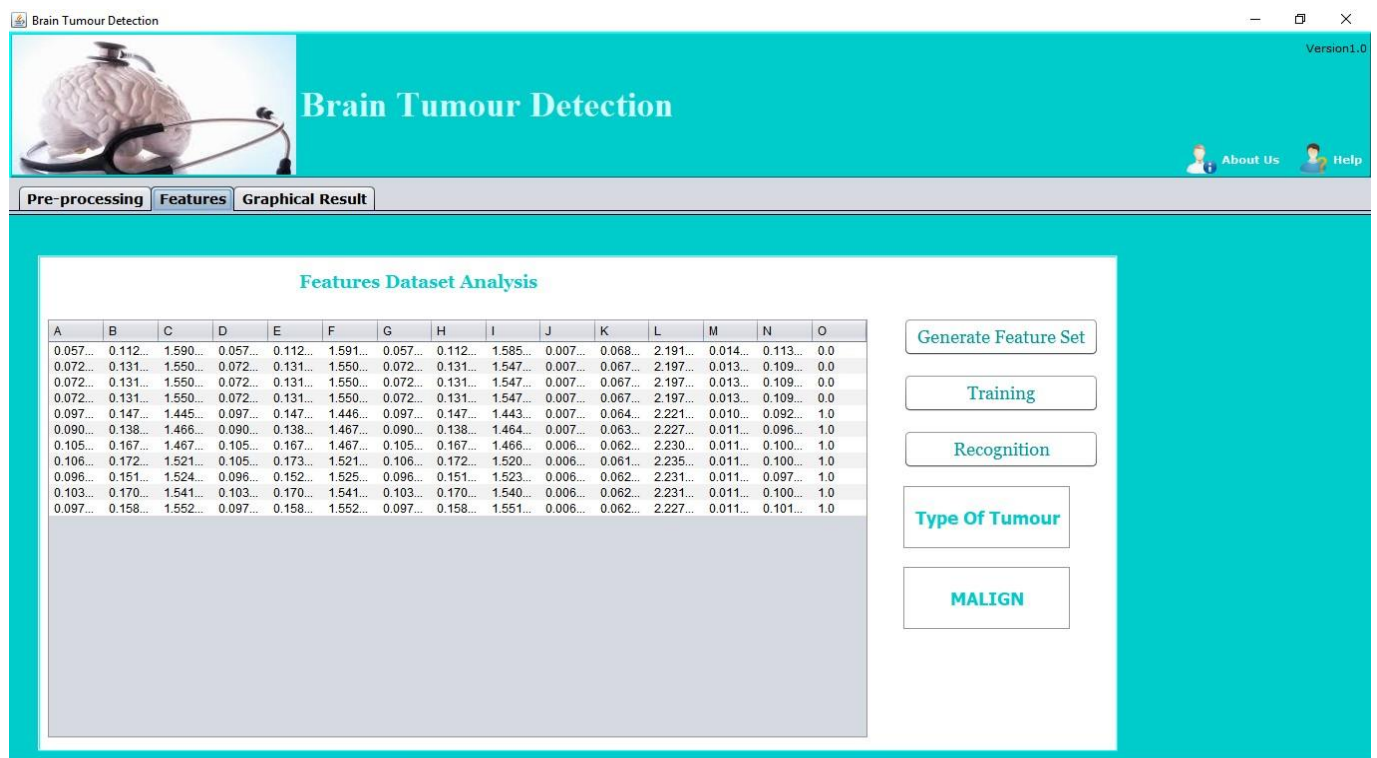 Brain Tumour Detection
Version1.0
Brain Tumour Detection
About Us Help
Pre-processing Features Graphical Result
Features Dataset Analysis
A B C D E F G H I J K L M N O
0.057... 0.112... 1.590... 0.057... 0.112... 1.591... 0.057... 0.112... 1.585... 0.007... 0.068... 2.191... 0.014... 0.113... 0.0
0.072... 0.131... 1.550... 0.072... 0.131... 1.550... 0.072... 0.131... 1.547... 0.007... 0.067... 2.197... 0.013... 0.109... 0.0
0.072... 0.131... 1.550... 0.072... 0.131... 1.550... 0.072... 0.131... 1.547... 0.007... 0.067... 2.197... 0.013... 0.109... 0.0
0.072... 0.131... 1.550... 0.072... 0.131... 1.550... 0.072... 0.131... 1.547... 0.007... 0.067... 2.197... 0.013... 0.109... 0.0
0.097... 0.147... 1.445... 0.097... 0.147... 1.446... 0.097... 0.147... 1.443... 0.007... 0.064... 2.221... 0.010... 0.092... 1.0
0.090... 0.138... 1.466... 0.090... 0.138... 1.467... 0.090... 0.138... 1.464... 0.007... 0.063... 2.227... 0.011... 0.096... 1.0
0.105... 0.167... 1.467... 0.105... 0.167... 1.467... 0.105... 0.167... 1.466... 0.006... 0.062... 2.230... 0.011... 0.100... 1.0
0.106... 0.172... 1.521... 0.105... 0.173... 1.521... 0.106... 0.172... 1.520... 0.006... 0.061... 2.235... 0.011... 0.100... 1.0
0.096... 0.151... 1.524... 0.096... 0.152... 1.525... 0.096... 0.151... 1.523... 0.006... 0.062... 2.231... 0.011... 0.097... 1.0
0.103... 0.170... 1.541... 0.103... 0.170... 1.541... 0.103... 0.170... 1.540... 0.006... 0.062... 2.231... 0.011... 0.100... 1.0
0.097... 0.158... 1.552... 0.097... 0.158... 1.552... 0.097... 0.158... 1.551... 0.006... 0.062... 2.227... 0.011... 0.101... 1.0
Generate Feature Set
Training
Recognition
Type Of Tumour
MALIGN